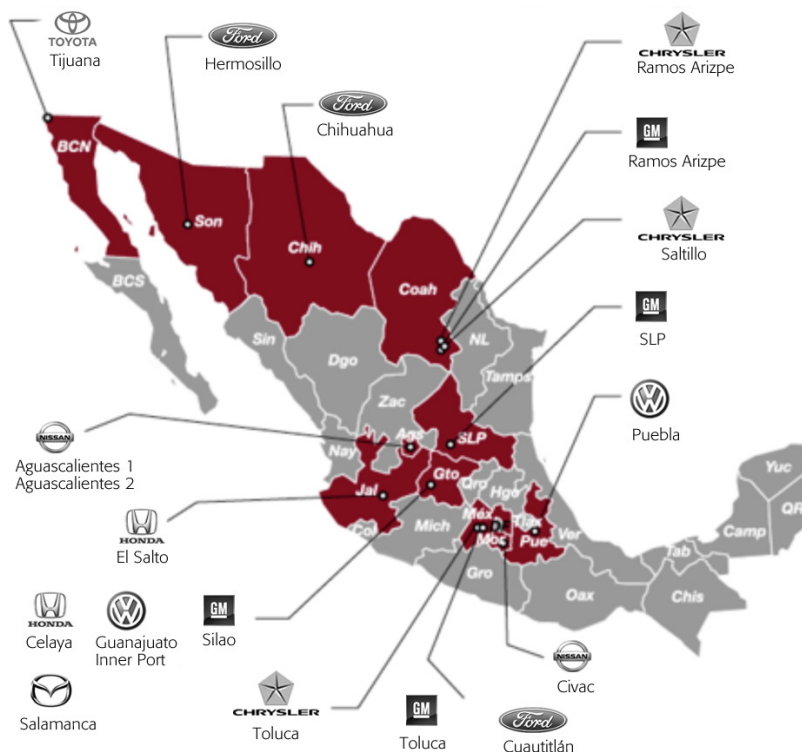 TOYOTA
Tijuana
Ford
Hermosillo
Ford
Chihuahua
CHRYSLER
Ramos Arizpe
GM
Ramos Arizpe
CHRYSLER
Saltillo
GM
SLP
Puebla
NISSAN
Aguascalientes 1
Aguascalientes 2
HONDA
El Salto
HONDA
Celaya
Guanajuato
Inner Port
GM
Silao
Salamanca
CHRYSLER
Toluca
GM
Toluca
Ford
Cuautitlán
NISSAN
Civac
BCN
Son
Chih
BCS
Coah
Sin
Dgo
NL
Tamps
Zac
Nay
Ags
SLP
Jal
Gto
Qro
Hgo
Col
Mich
Méx
Tlax
Mor
Pue
Ver
Gro
Oax
Tab
Chis
Camp
Yuc
QR